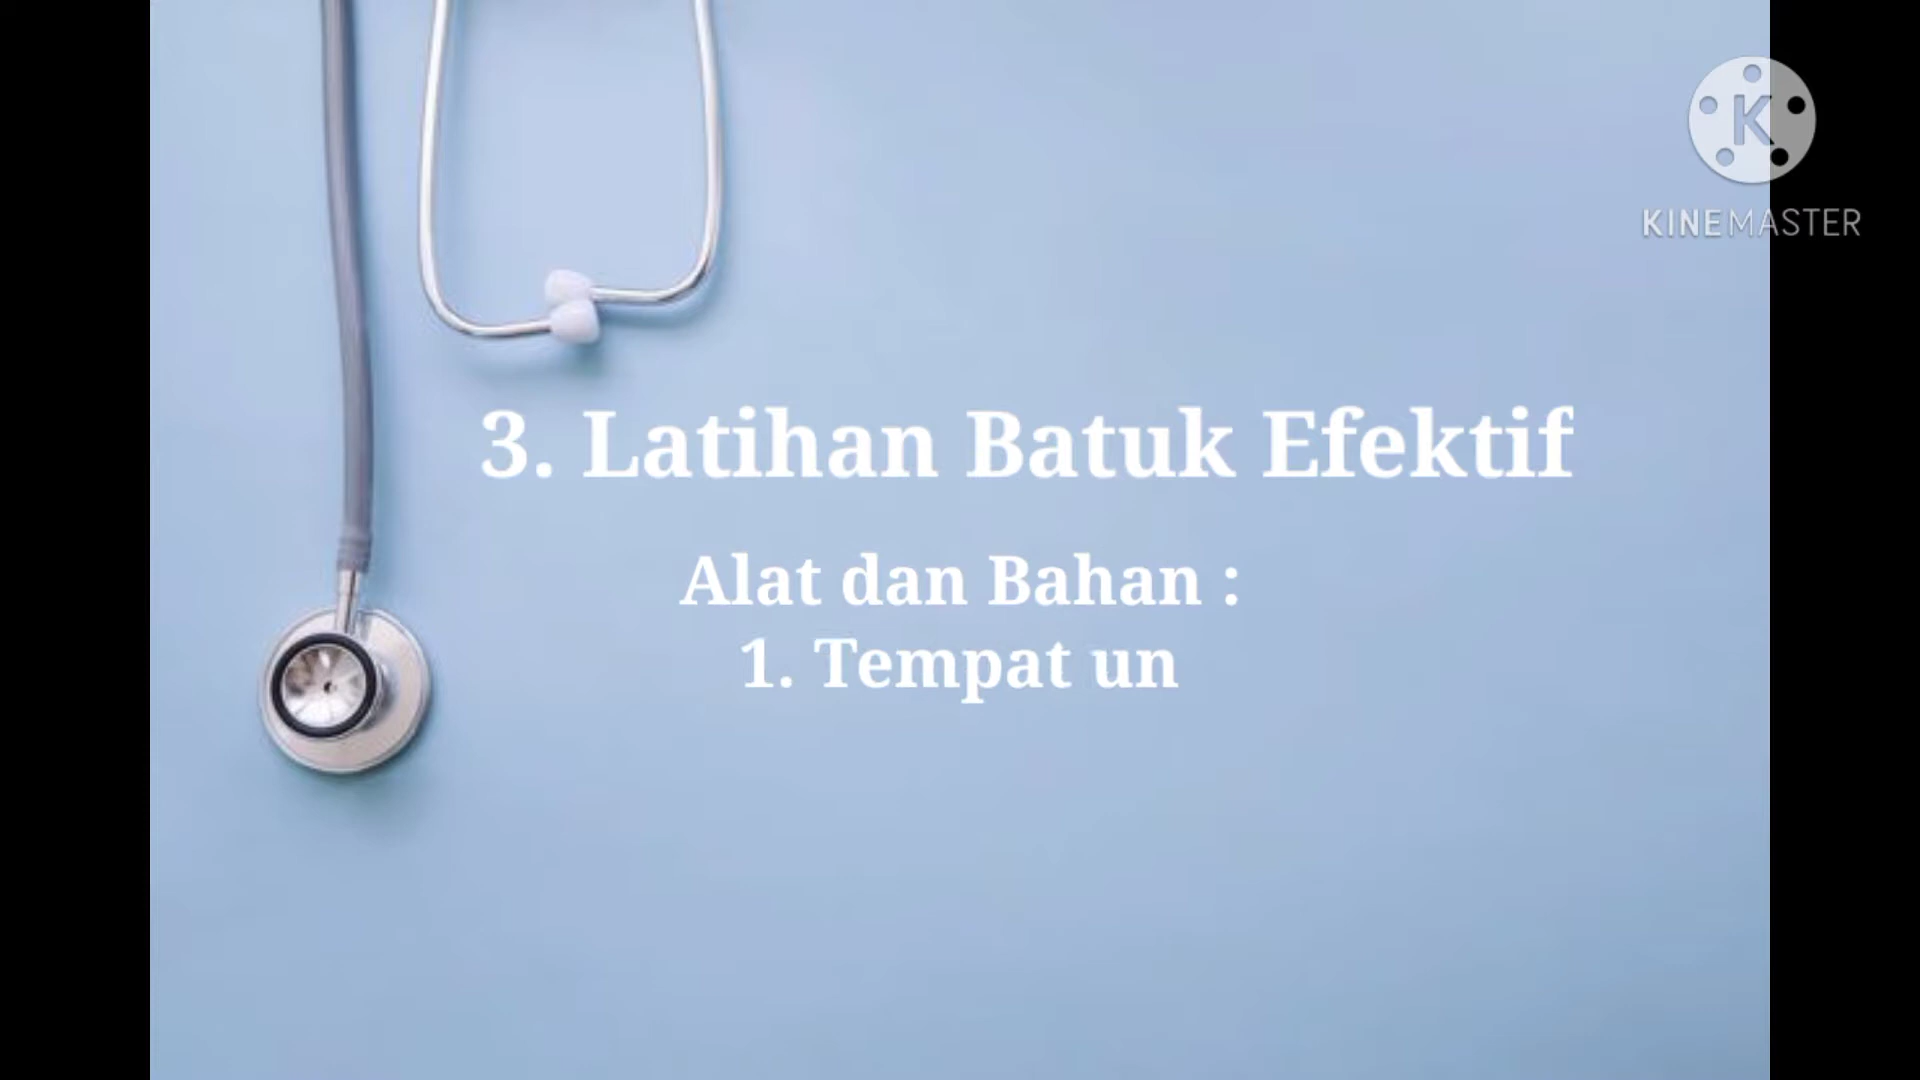 K
KINEMASTER
3. Latihan Batuk Efektif
Alat dan Bahan :
1. Tempat un